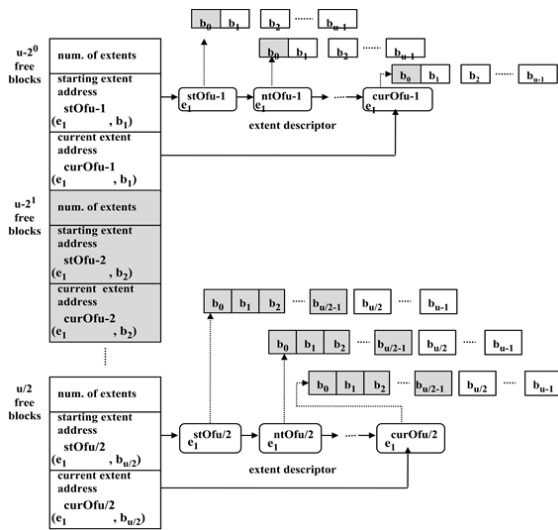 b0 b1 b2 ...... bu-1
b0 b1 b2 ...... bu-1
b0 b1 b2 ...... bu-1
u-2^0
free
blocks
num. of extents
starting extent
address
stOfu-1
(e1 , b1)
current extent
address
curOfu-1
(e1 , b1)
stOfu-1
e1
ntOfu-1
e1
curOfu-1
e1
extent descriptor
u-2^1
free
blocks
num. of extents
starting extent
address
stOfu-2
(e1 , b2)
current extent
address
curOfu-2
(e1 , b2)
b0 b1 b2 ...... bu/2-1 bu/2 ...... bu-1
b0 b1 b2 ...... bu/2-1 bu/2 ...... bu-1
b0 b1 b2 ...... bu/2-1 bu/2 ...... bu-1
u/2
free
blocks
num. of extents
starting extent
address
stOfu/2
(e1 , bu/2)
current extent
address
curOfu/2
(e1 , bu/2)
stOfu/2
e1
ntOfu/2
e1
curOfu/2
e1
extent descriptor